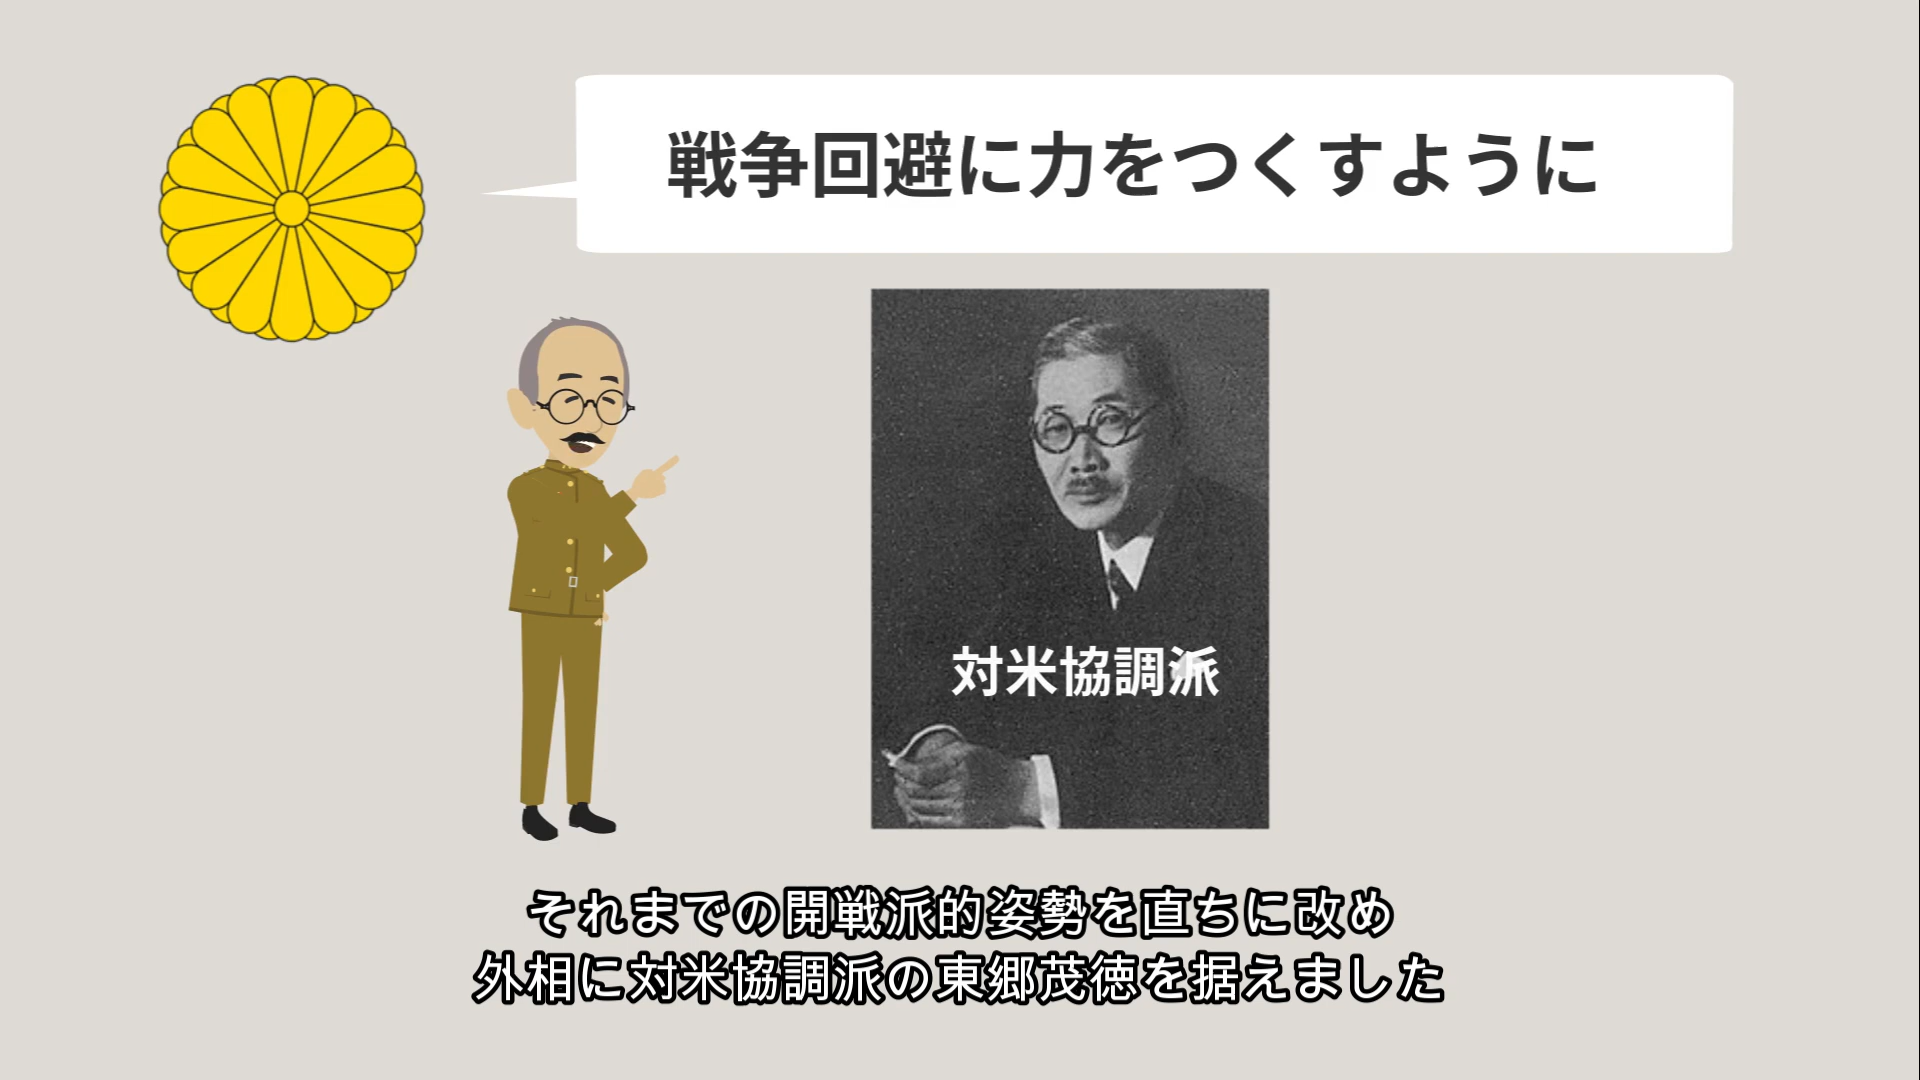 戦争回避に力をつくすように
対米協調派
それまでの開戦派的姿勢を直ちに改め
外相に対米協調派の東郷茂徳を据えました